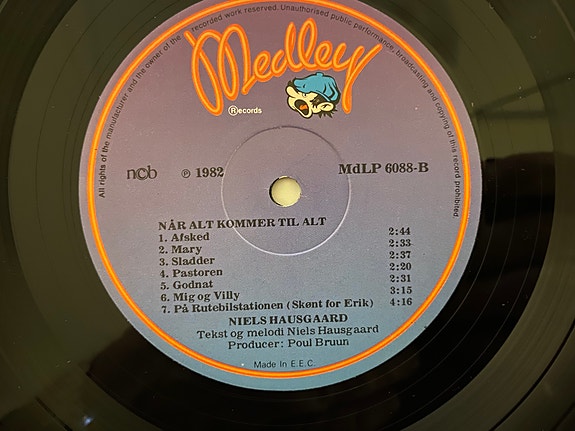 All rights of the manufacturer and the owner of the recorded work reserved. Unauthorised public performance, broadcasting and copying of this record prohibited.
Medley
Records
ncb
℗ 1982
MdLP 6088-B
NÅR ALT KOMMER TIL ALT
1. Afsked 2:44
2. Mary 2:33
3. Sladder 2:37
4. Pastoren 2:20
5. Godnat 2:31
6. Mig og Villy 3:15
7. På Rutebilstationen (Skønt for Erik) 4:16
NIELS HAUSGAARD
Tekst og melodi Niels Hausgaard
Producer: Poul Bruun
Made In E.E.C.